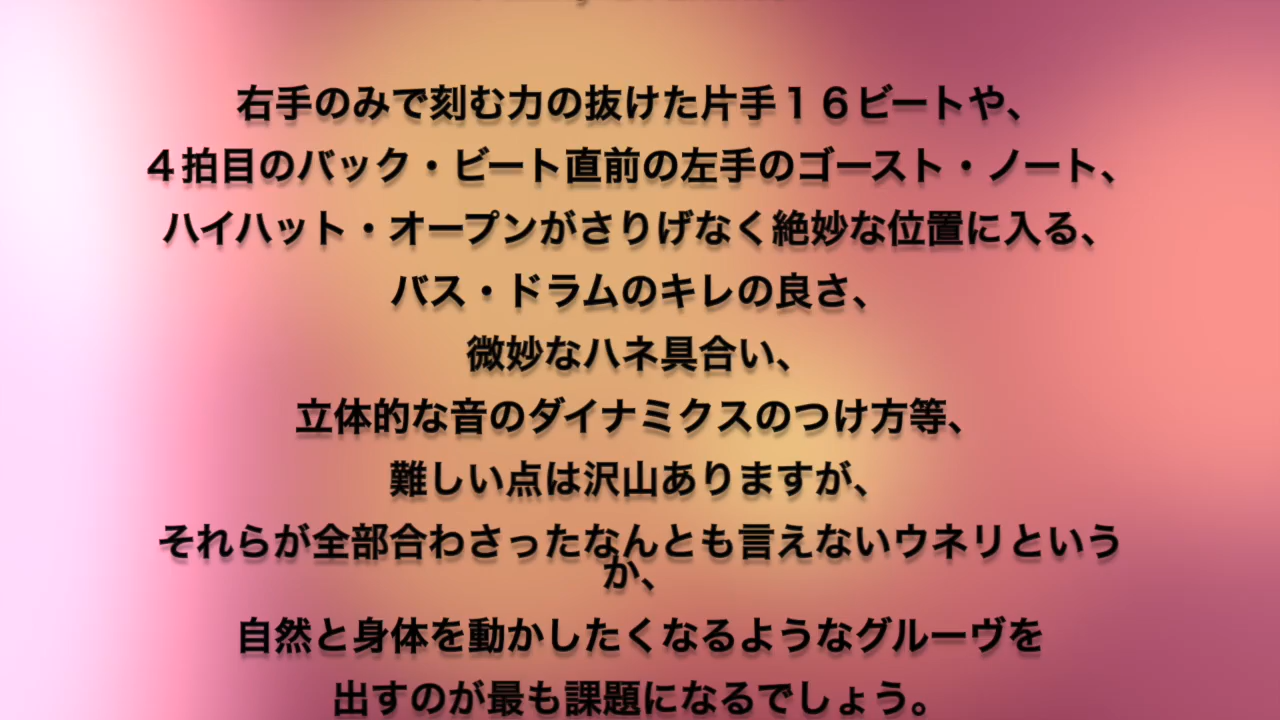 右手のみで刻む力の抜けた片手１６ビートや、
４拍目のバック・ビート直前の左手のゴースト・ノート、
ハイハット・オープンがさりげなく絶妙な位置に入る、
バス・ドラムのキレの良さ、
微妙なハネ具合い、
立体的な音のダイナミクスのつけ方等、
難しい点は沢山ありますが、
それらが全部合わさったなんとも言えないウネリという
か、
自然と身体を動かしたくなるようなグルーヴを
出すのが最も課題になるでしょう。